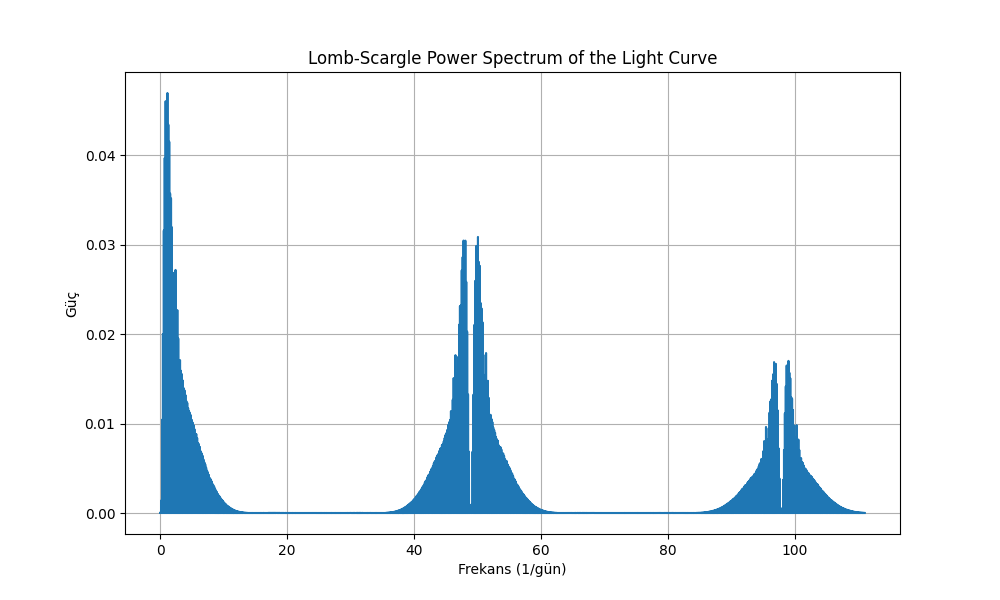 Lomb-Scargle Power Spectrum of the Light Curve
0.04
0.03
0.02
0.01
0.00
Güç
0 20 40 60 80 100
Frekans (1/gün)